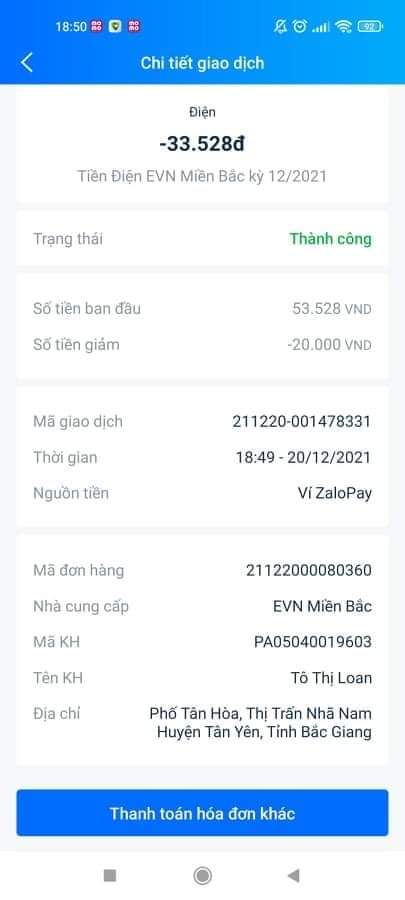 18:50
92
Chi tiết giao dịch
Điện
-33.528đ
Tiền Điện EVN Miền Bắc kỳ 12/2021
Trạng thái Thành công
Số tiền ban đầu 53.528 VND
Số tiền giảm -20.000 VND
Mã giao dịch 211220-001478331
Thời gian 18:49 - 20/12/2021
Nguồn tiền Ví ZaloPay
Mã đơn hàng 21122000080360
Nhà cung cấp EVN Miền Bắc
Mã KH PA05040019603
Tên KH Tô Thị Loan
Địa chỉ Phố Tân Hòa, Thị Trấn Nhã Nam
Huyện Tân Yên, Tỉnh Bắc Giang
Thanh toán hóa đơn khác